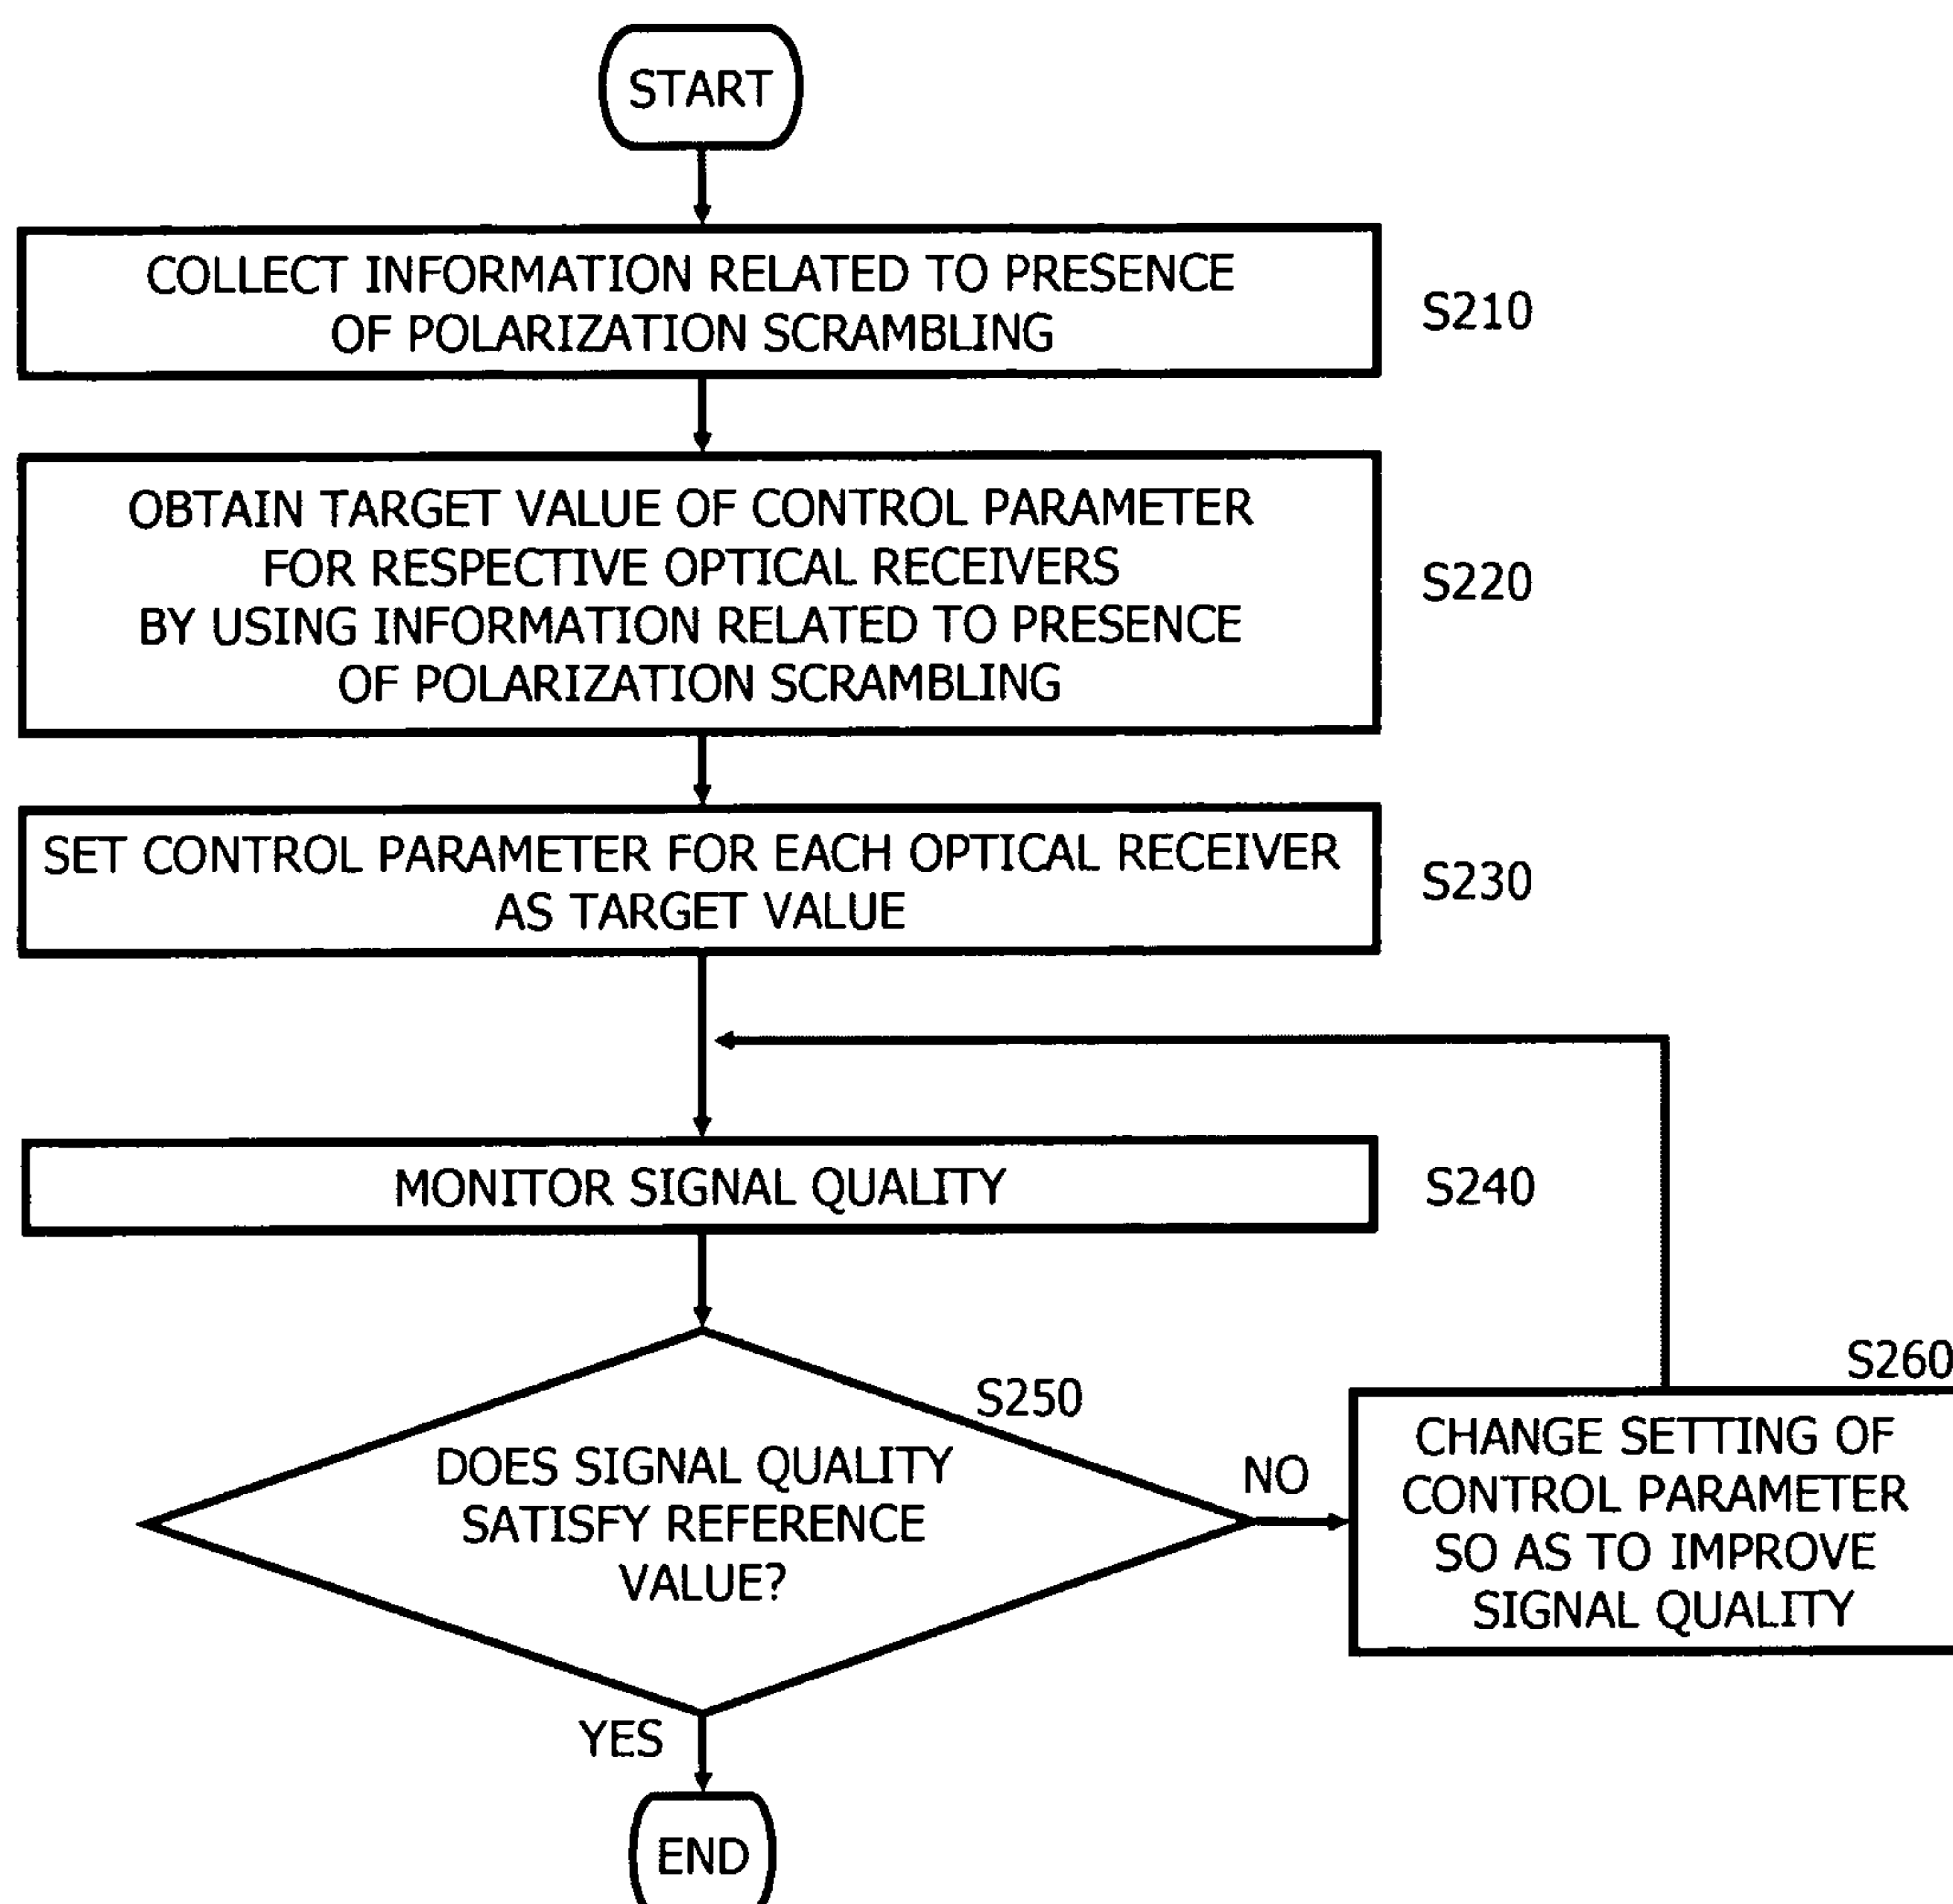 START
COLLECT INFORMATION RELATED TO PRESENCE
OF POLARIZATION SCRAMBLING
S210
OBTAIN TARGET VALUE OF CONTROL PARAMETER
FOR RESPECTIVE OPTICAL RECEIVERS
BY USING INFORMATION RELATED TO PRESENCE
OF POLARIZATION SCRAMBLING
S220
SET CONTROL PARAMETER FOR EACH OPTICAL RECEIVER
AS TARGET VALUE
S230
MONITOR SIGNAL QUALITY
S240
S250
DOES SIGNAL QUALITY
SATISFY REFERENCE
VALUE?
NO
S260
CHANGE SETTING OF
CONTROL PARAMETER
SO AS TO IMPROVE
SIGNAL QUALITY
YES
END